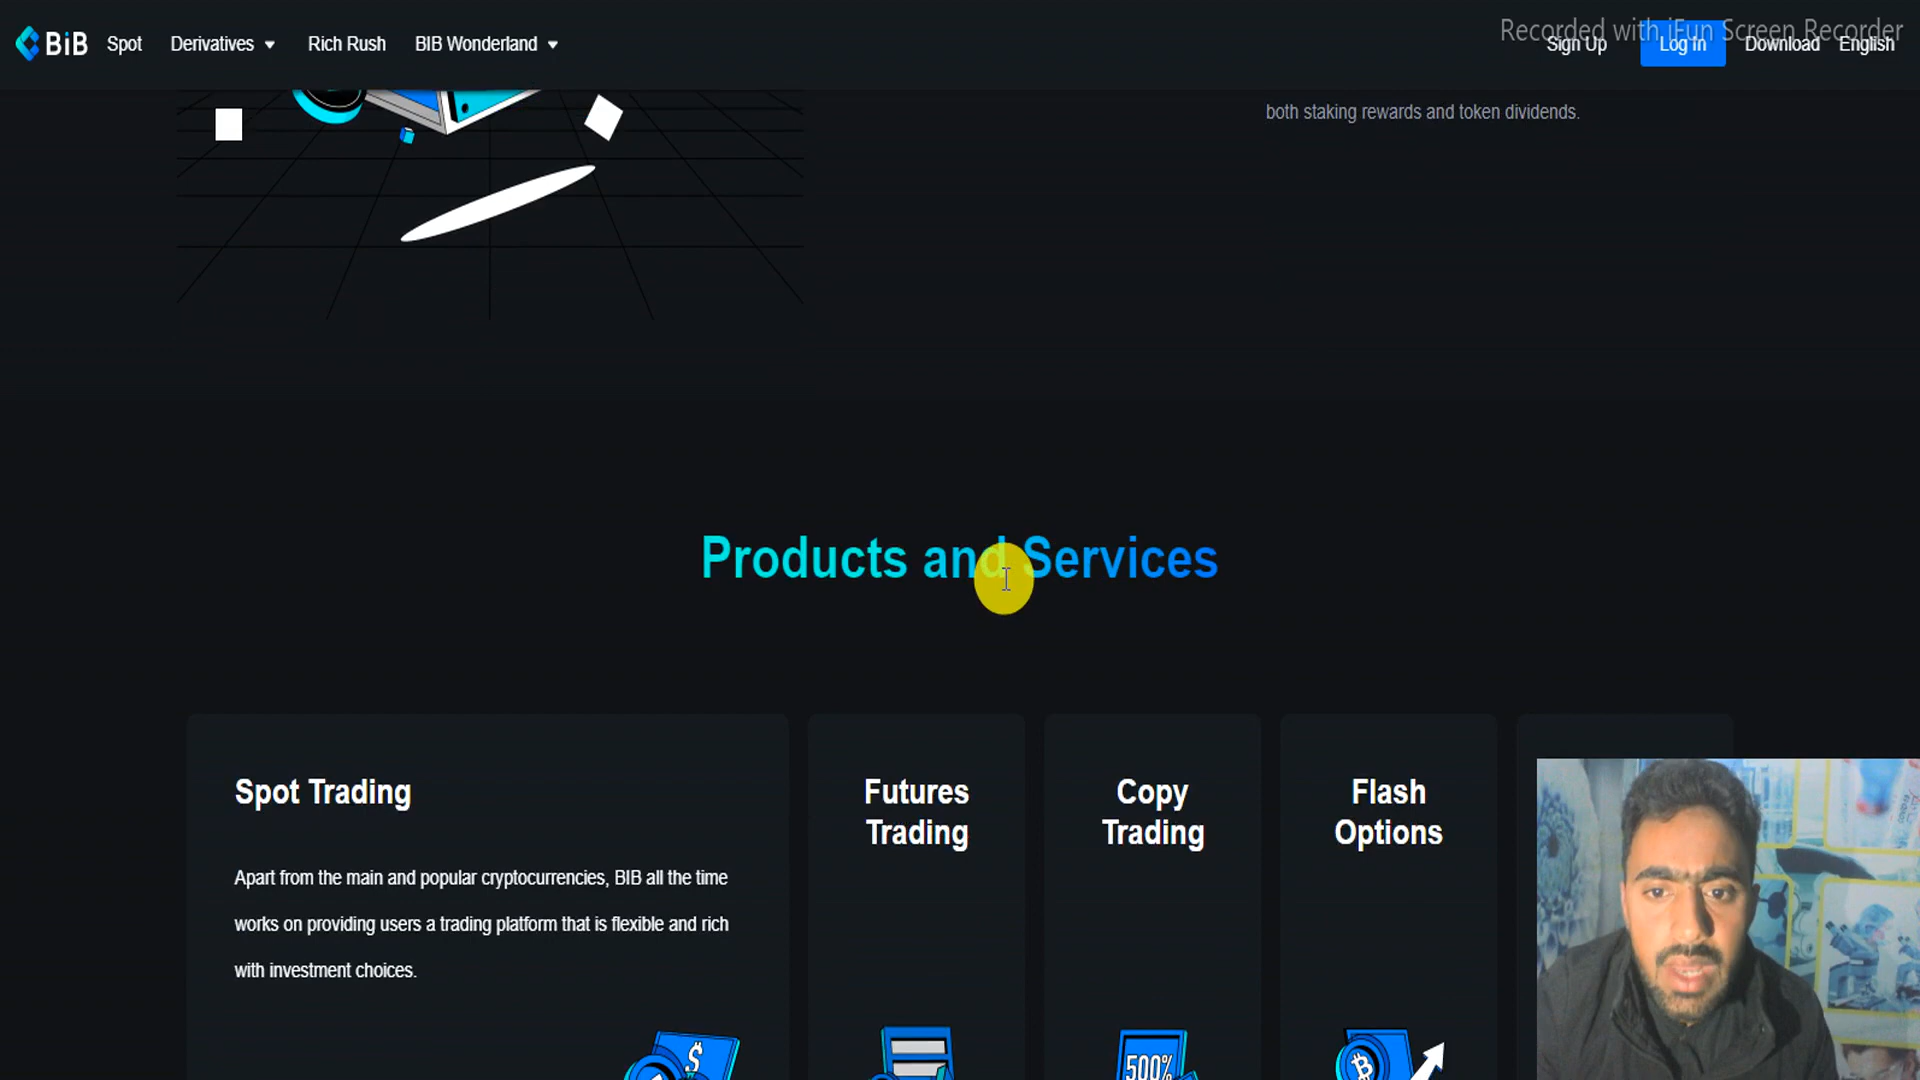 BiB Spot Derivatives Rich Rush BIB Wonderland
Recorded with iFun Screen Recorder
Sign Up Log In Download English
both staking rewards and token dividends.
Products and Services
Spot Trading
Apart from the main and popular cryptocurrencies, BIB all the time
works on providing users a trading platform that is flexible and rich
with investment choices.
$
Futures
Trading
Copy
Trading
500%
Flash
Options